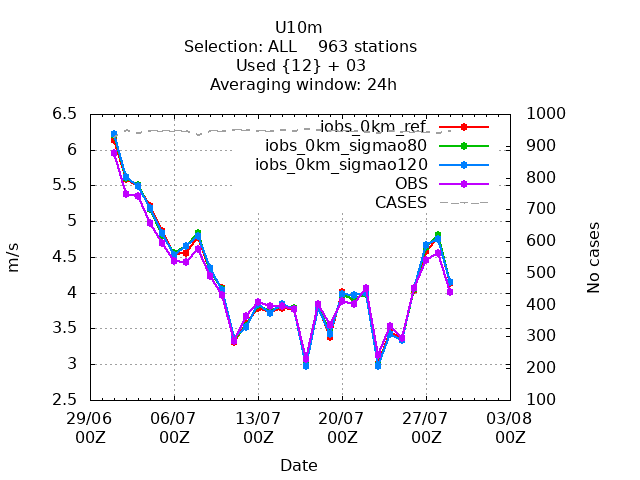 U10m
Selection: ALL    963 stations
Used {12} + 03
Averaging window: 24h
6.5
6
5.5
5
4.5
4
3.5
3
2.5
m/s
1000
900
800
700
600
500
400
300
200
100
No cases
iobs_0km_ref
iobs_0km_sigmao80
iobs_0km_sigmao120
OBS
CASES
29/06 06/07 13/07 20/07 27/07 03/08
00Z 00Z 00Z 00Z 00Z 00Z
Date